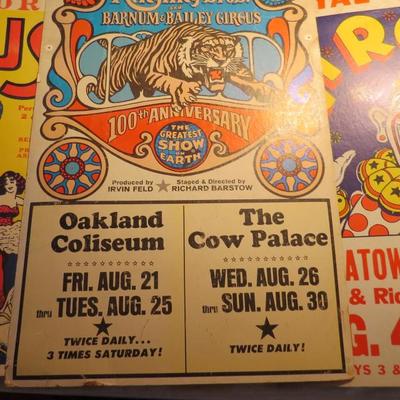 BARNUM & BAILEY CIRCUS
100th ANNIVERSARY
THE
GREATEST
SHOW
ON
EARTH
Produced by
IRVIN FELD
Staged & Directed by
RICHARD BARSTOW
Oakland
Coliseum
FRI. AUG. 21
thru TUES. AUG. 25
TWICE DAILY...
3 TIMES SATURDAY!
The
Cow Palace
WED. AUG. 26
thru SUN. AUG. 30
TWICE DAILY!
& Ri